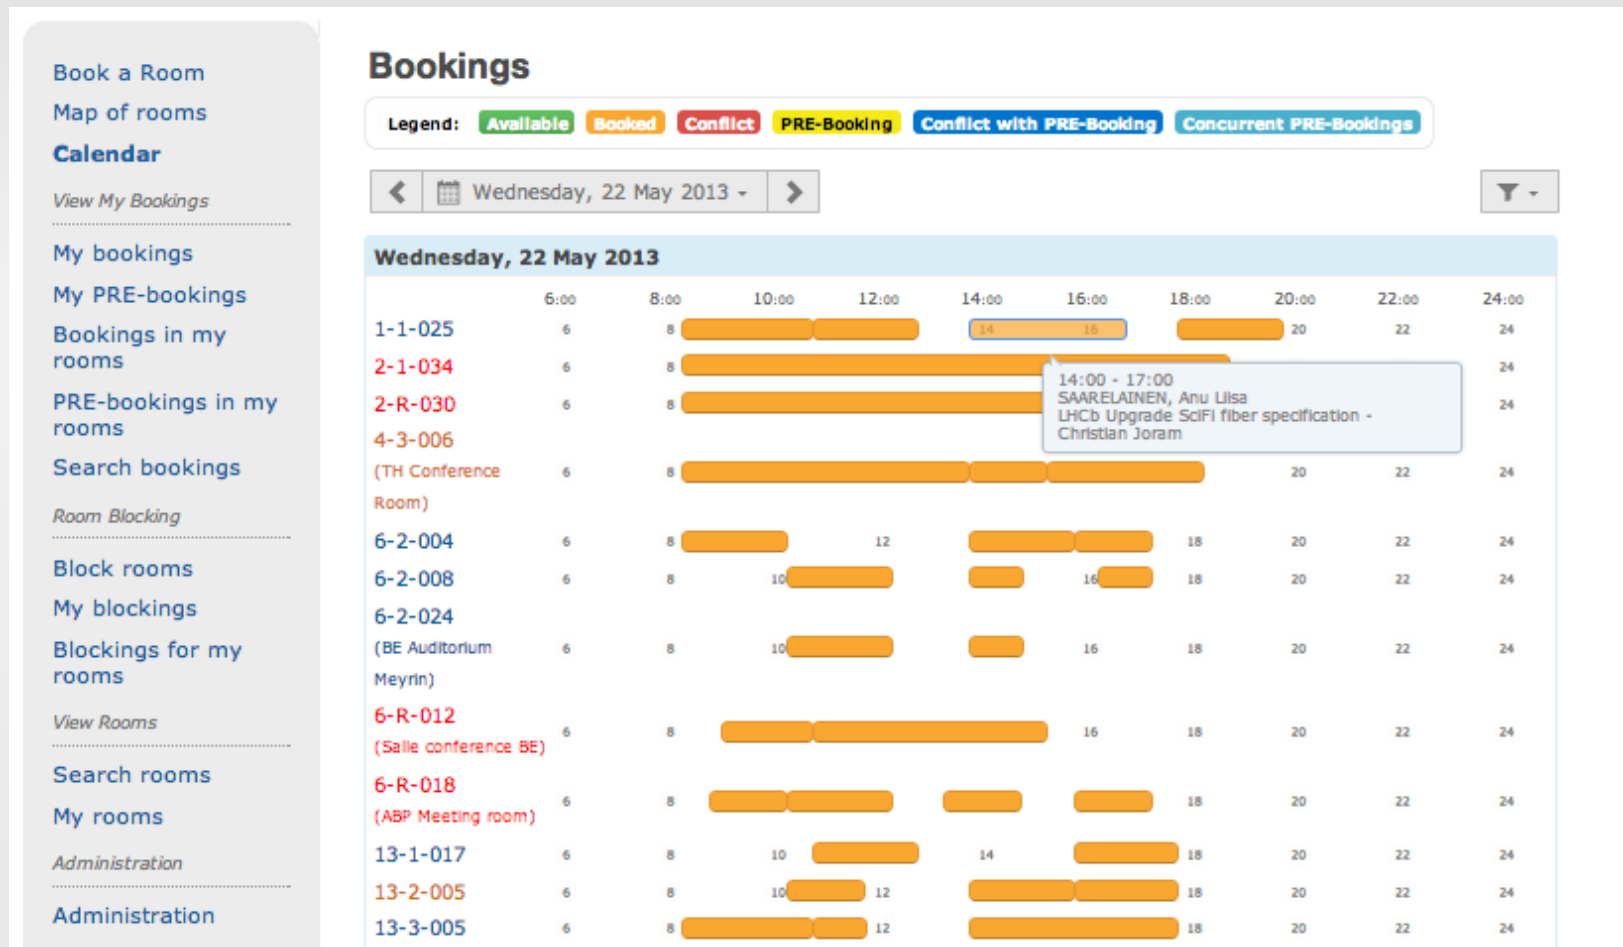 Book a Room
Map of rooms
Calendar
View My Bookings
My bookings
My PRE-bookings
Bookings in my
rooms
PRE-bookings in my
rooms
Search bookings
Room Blocking
Block rooms
My blockings
Blockings for my
rooms
View Rooms
Search rooms
My rooms
Administration
Administration
Bookings
Legend: Available Booked Conflict PRE-Booking Conflict with PRE-Booking Concurrent PRE-Bookings
Wednesday, 22 May 2013
Wednesday, 22 May 2013
6:00 8:00 10:00 12:00 14:00 16:00 18:00 20:00 22:00 24:00
1-1-025 6 8 14 16 20 22 24
2-1-034 6 8 24
2-R-030 6 8 24
14:00 - 17:00
SAARELAINEN, Anu Liisa
LHCb Upgrade SciFi fiber specification -
Christian Joram
4-3-006
(TH Conference 6 8 20 22 24
Room)
6-2-004 6 8 12 18 20 22 24
6-2-008 6 8 10 16 18 20 22 24
6-2-024
(BE Auditorium 6 8 10 16 18 20 22 24
Meyrin)
6-R-012
(Salle conference BE) 6 8 16 18 20 22 24
6-R-018
(ABP Meeting room) 6 8 18 20 22 24
13-1-017 6 8 10 14 18 20 22 24
13-2-005 6 8 10 12 18 20 22 24
13-3-005 6 8 12 18 20 22 24